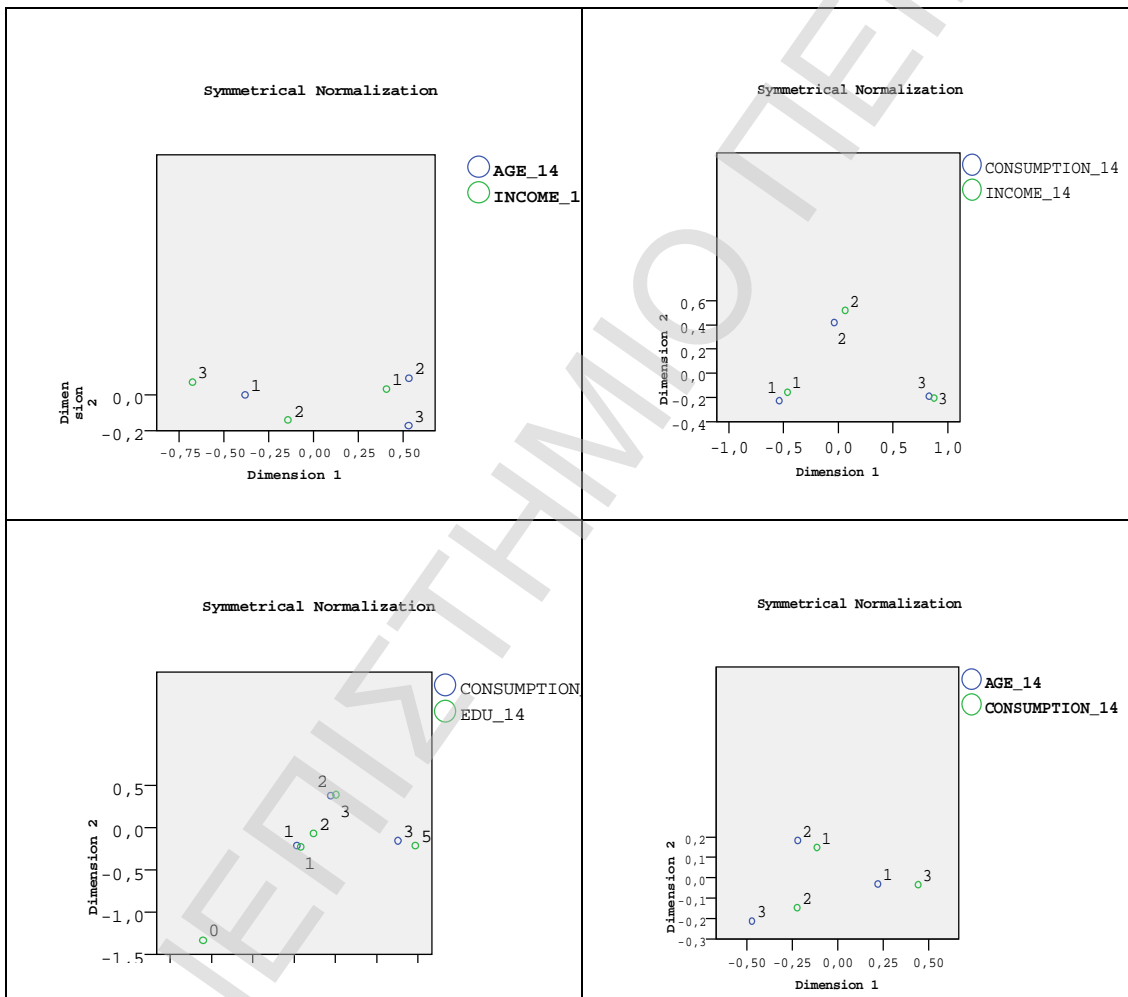 Symmetrical Normalization
AGE_14
INCOME_1
3
1
2
1
2
3
0,0
-0,2
Dimen
sion
2
-0,75 -0,50 -0,25 0,00 0,25 0,50
Dimension 1
Symmetrical Normalization
CONSUMPTION_14
INCOME_14
0,6
0,4
0,2
0,0
-0,2
-0,4
Dimension 2
2
2
1
1
3
3
-1,0 -0,5 0,0 0,5 1,0
Dimension 1
Symmetrical Normalization
CONSUMPTION_
EDU_14
0,5
0,0
-0,5
-1,0
-1.5
Dimension 2
2
3
1
2
1
3
5
0
Symmetrical Normalization
AGE_14
CONSUMPTION_14
0,2
0,1
0,0
-0,1
-0,2
-0,3
Dimension 2
2
1
1
3
2
3
-0,50 -0,25 0,00 0,25 0,50
Dimension 1
ΙΕΠΙΣΤΗΜΙΟ ΠΕ